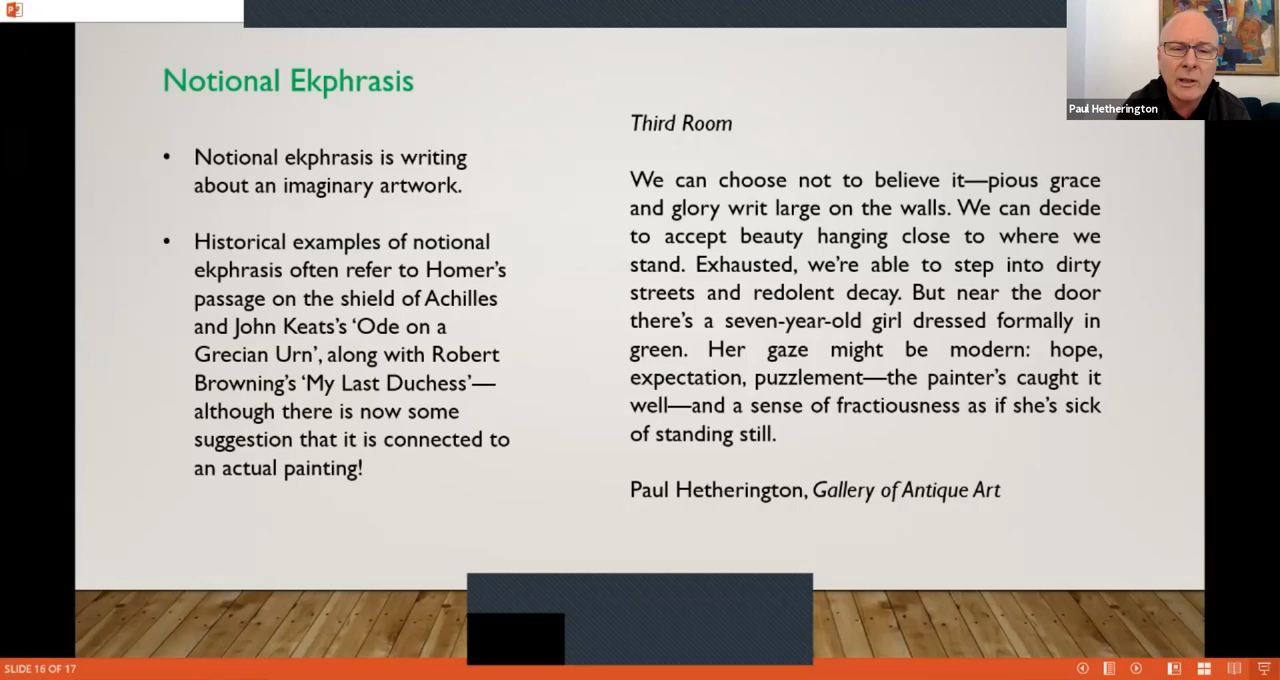 Notional Ekphrasis
• Notional ekphrasis is writing
about an imaginary artwork.
• Historical examples of notional
ekphrasis often refer to Homer's
passage on the shield of Achilles
and John Keats's ‘Ode on a
Grecian Urn’, along with Robert
Browning's ‘My Last Duchess’—
although there is now some
suggestion that it is connected to
an actual painting!
Third Room
We can choose not to believe it—pious grace
and glory writ large on the walls. We can decide
to accept beauty hanging close to where we
stand. Exhausted, we're able to step into dirty
streets and redolent decay. But near the door
there's a seven-year-old girl dressed formally in
green. Her gaze might be modern: hope,
expectation, puzzlement—the painter's caught it
well—and a sense of fractiousness as if she's sick
of standing still.
Paul Hetherington, Gallery of Antique Art
Paul Hetherington
SLIDE 16 OF 17